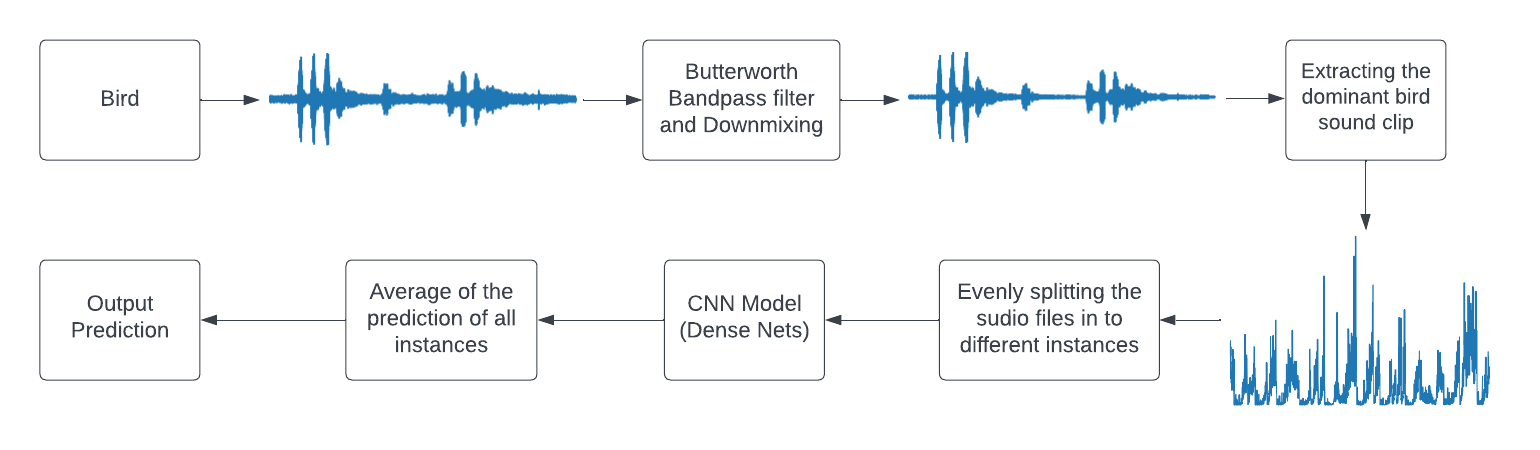 Bird
Butterworth
Bandpass filter
and Downmixing
Extracting the
dominant bird
sound clip
Output
Prediction
Average of the
prediction of all
instances
CNN Model
(Dense Nets)
Evenly splitting the
sudio files in to
different instances